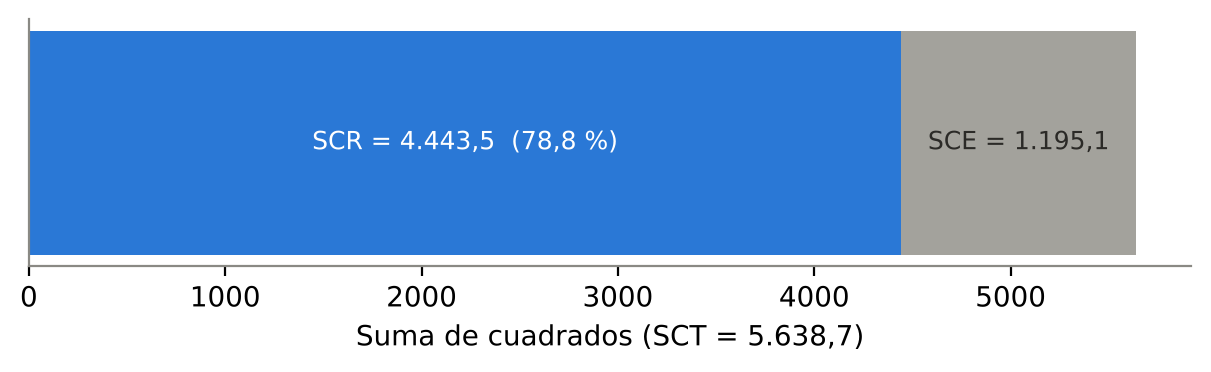 SCR = 4.443,5  (78,8 %)
SCE = 1.195,1
0 1000 2000 3000 4000 5000
Suma de cuadrados (SCT = 5.638,7)